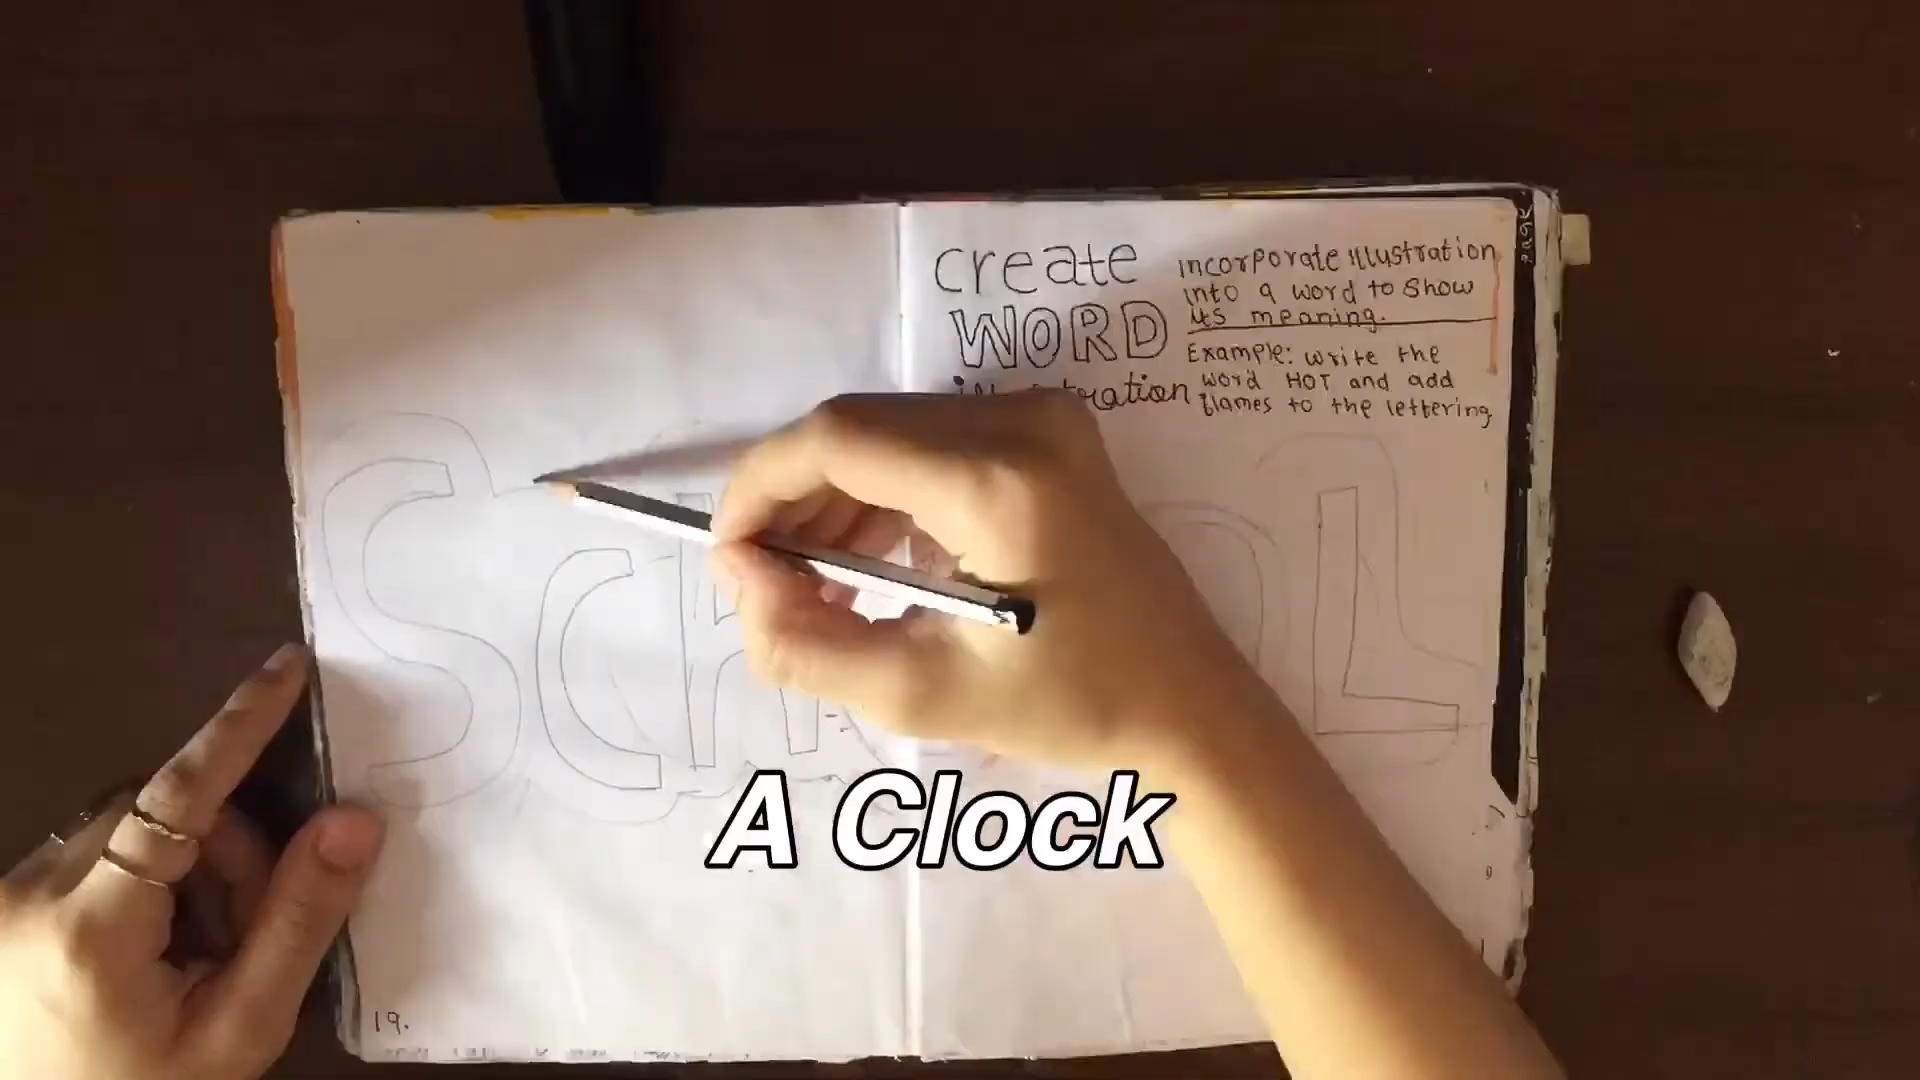 create
WORD
incorporate illustration
into a word to show
its meaning.
Example: write the
word HOT and add
flames to the lettering
A Clock
19.